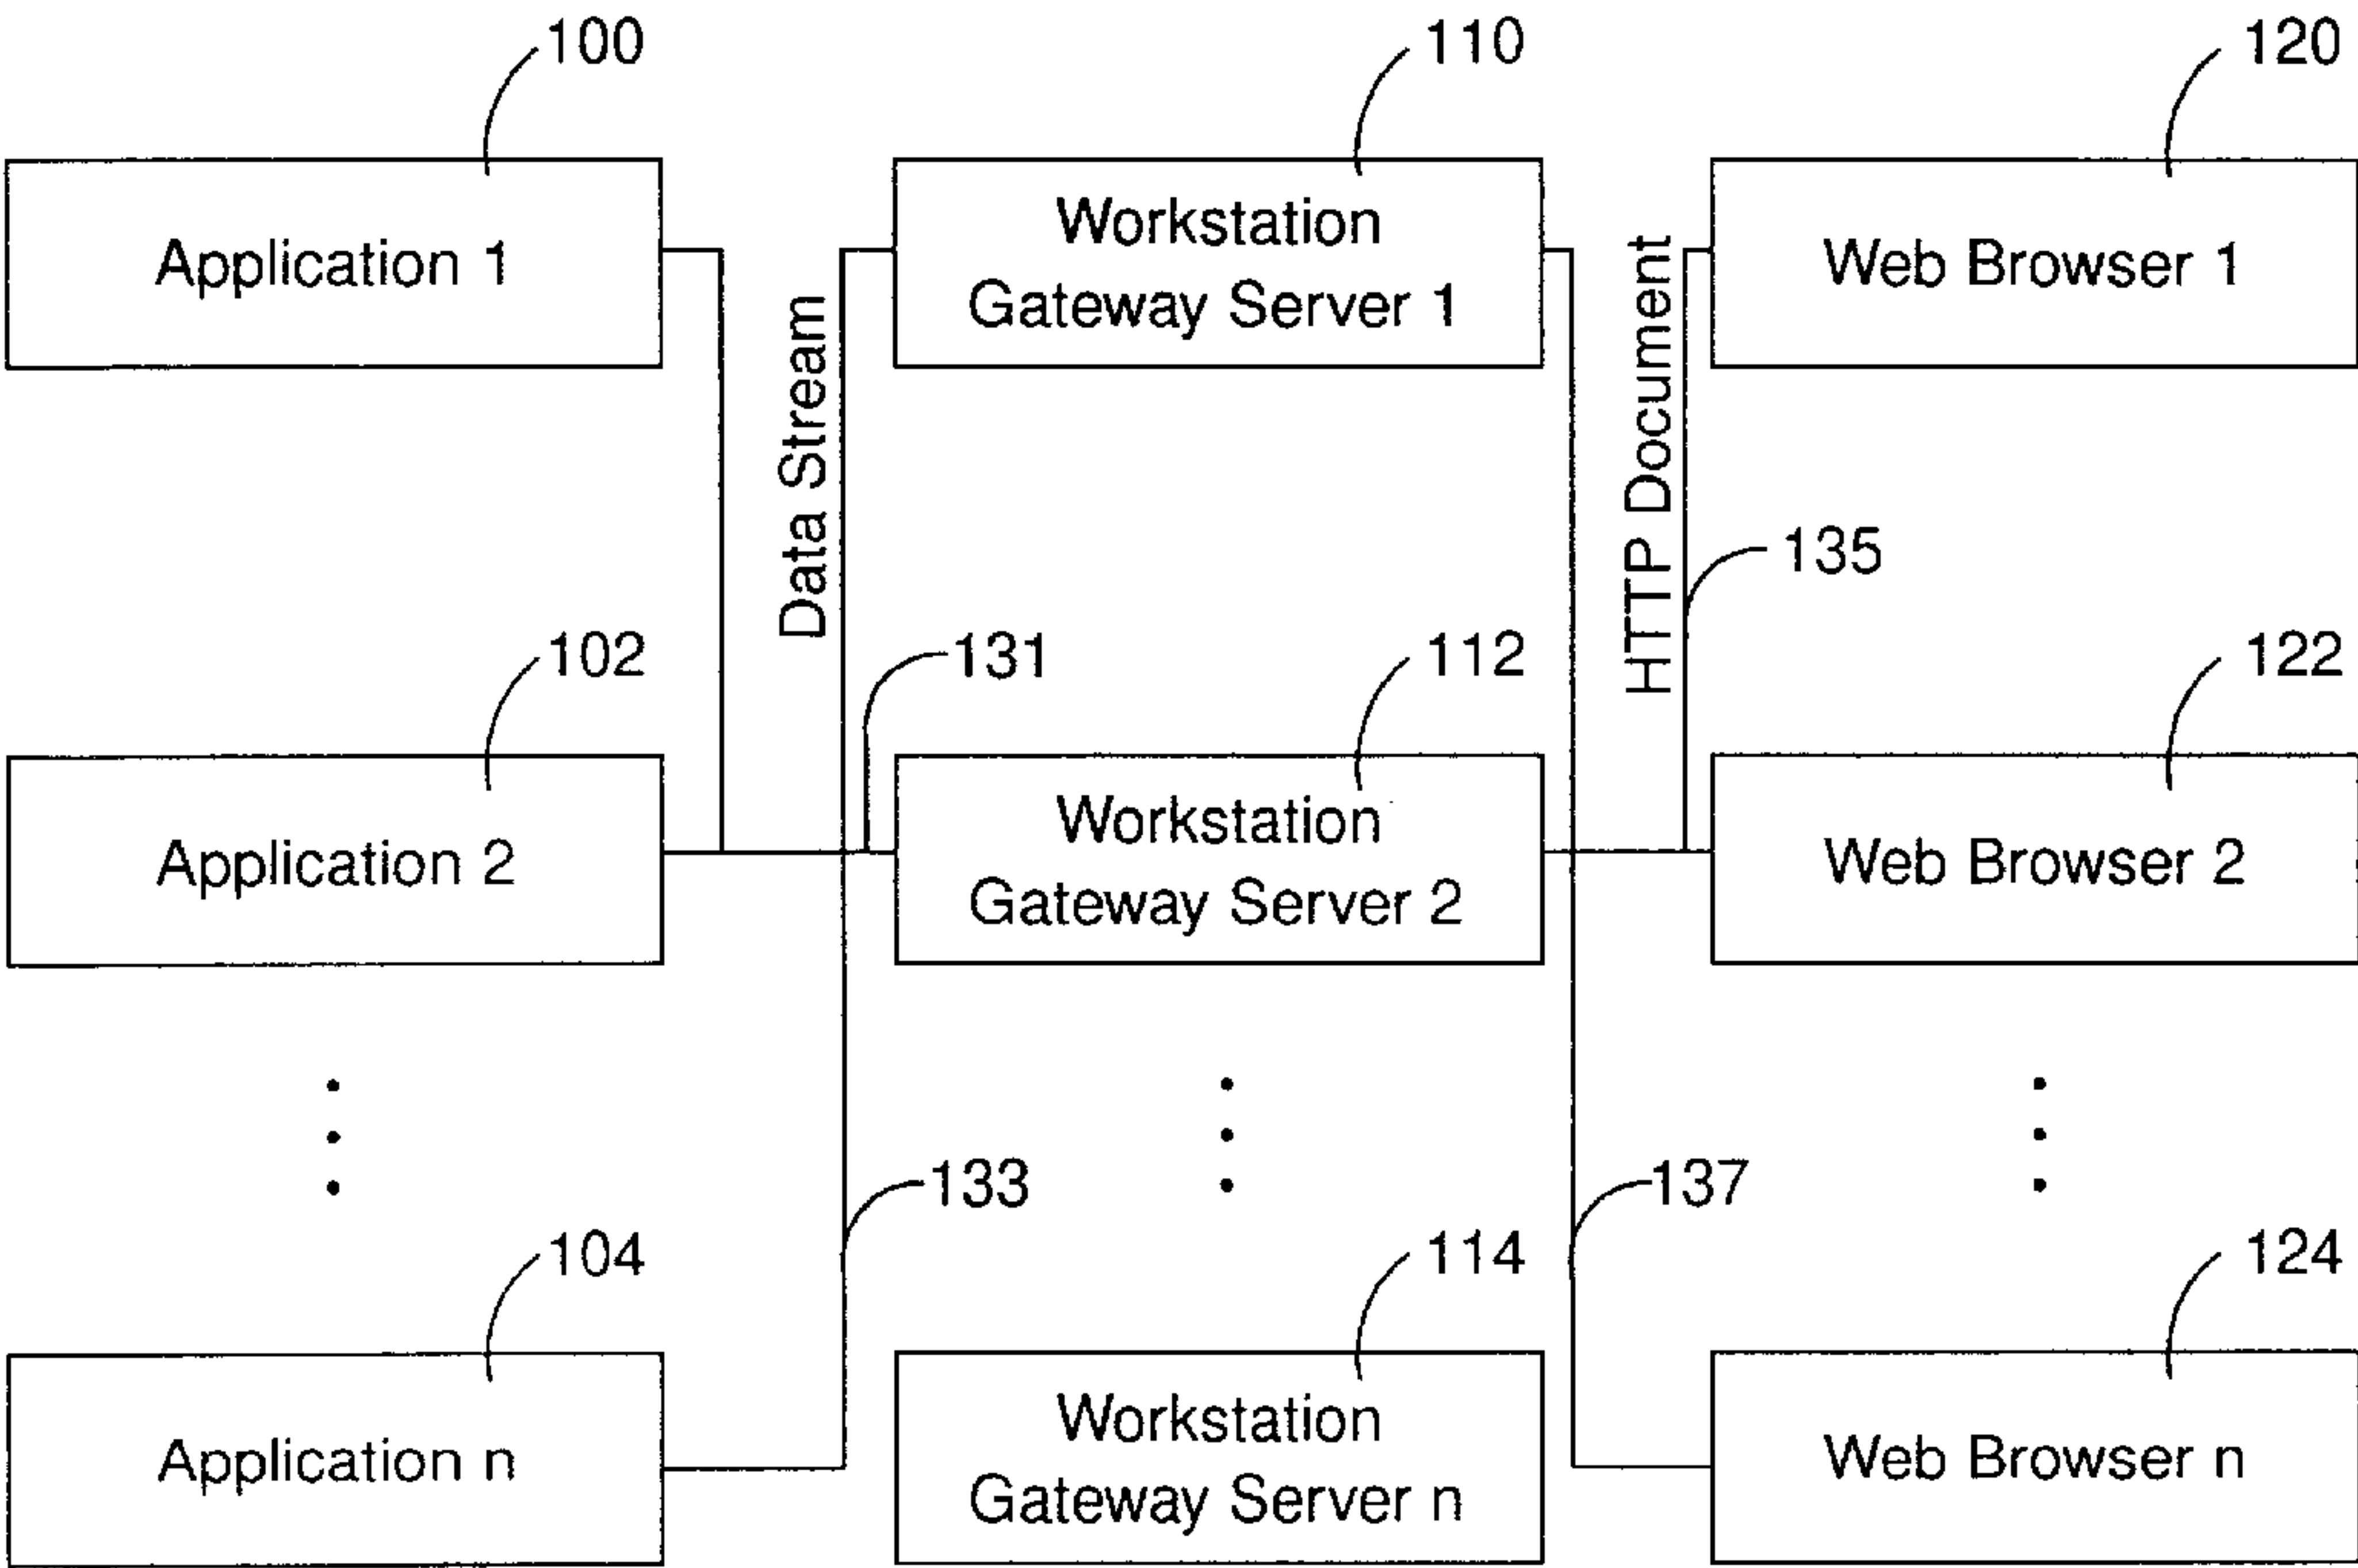 100
110
120
Application 1
Workstation
Gateway Server 1
Web Browser 1
Data Stream
HTTP Document
135
102
131
112
122
Application 2
Workstation
Gateway Server 2
Web Browser 2
133
137
104
114
124
Application n
Workstation
Gateway Server n
Web Browser n